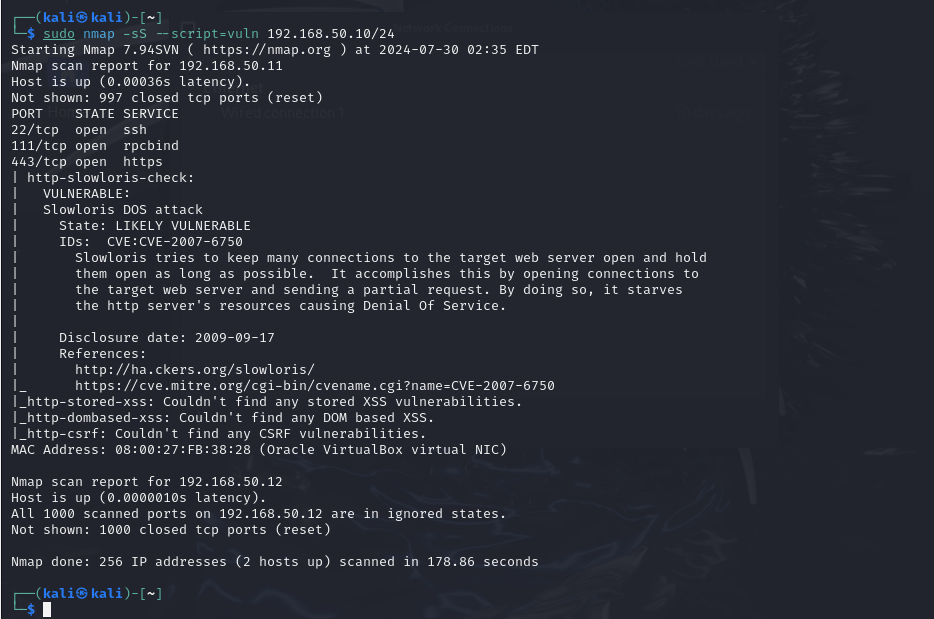 ┌──(kali㉿kali)-[~]
└─$ sudo nmap -sS --script=vuln 192.168.50.10/24
Starting Nmap 7.94SVN ( https://nmap.org ) at 2024-07-30 02:35 EDT
Nmap scan report for 192.168.50.11
Host is up (0.00036s latency).
Not shown: 997 closed tcp ports (reset)
PORT    STATE SERVICE
22/tcp  open  ssh
111/tcp open  rpcbind
443/tcp open  https
| http-slowloris-check:
|   VULNERABLE:
|   Slowloris DOS attack
|     State: LIKELY VULNERABLE
|     IDs:  CVE:CVE-2007-6750
|       Slowloris tries to keep many connections to the target web server open and hold
|       them open as long as possible.  It accomplishes this by opening connections to
|       the target web server and sending a partial request. By doing so, it starves
|       the http server's resources causing Denial Of Service.
|
|     Disclosure date: 2009-09-17
|     References:
|       http://ha.ckers.org/slowloris/
|_      https://cve.mitre.org/cgi-bin/cvename.cgi?name=CVE-2007-6750
|_http-stored-xss: Couldn't find any stored XSS vulnerabilities.
|_http-dombased-xss: Couldn't find any DOM based XSS.
|_http-csrf: Couldn't find any CSRF vulnerabilities.
MAC Address: 08:00:27:FB:38:28 (Oracle VirtualBox virtual NIC)

Nmap scan report for 192.168.50.12
Host is up (0.0000010s latency).
All 1000 scanned ports on 192.168.50.12 are in ignored states.
Not shown: 1000 closed tcp ports (reset)

Nmap done: 256 IP addresses (2 hosts up) scanned in 178.86 seconds

┌──(kali㉿kali)-[~]
└─$
Wired connection 1